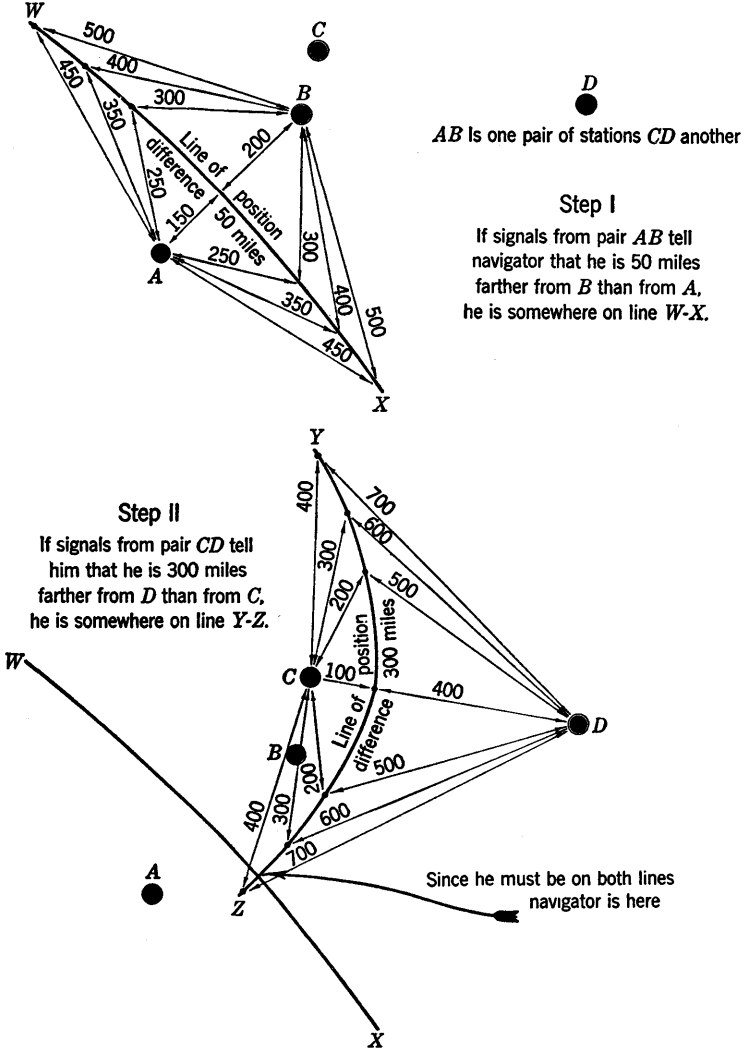 W
C
500
400
450
350
300
B
D
AB Is one pair of stations CD another
Line of position
difference 50 miles
200
250
150
Step I
If signals from pair AB tell
navigator that he is 50 miles
farther from B than from A,
he is somewhere on line W-X.
A
250
300
350
400
500
450
X
Y
400
700
600
Step II
If signals from pair CD tell
him that he is 300 miles
farther from D than from C,
he is somewhere on line Y-Z.
300
500
200
W
C
100
Line of position
difference 300 miles
400
D
B
200
500
400
300
600
700
A
Z
Since he must be on both lines
navigator is here
X